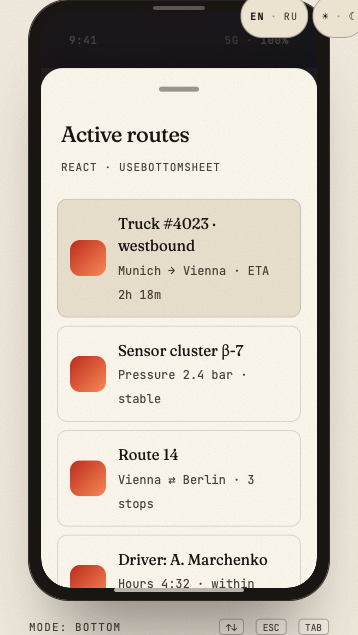 EN · RU
9:41
5G · 100%
Active routes
REACT · USEBOTTOMSHEET
Truck #4023 ·
westbound
Munich → Vienna · ETA
2h 18m
Sensor cluster β-7
Pressure 2.4 bar ·
stable
Route 14
Vienna ⇄ Berlin · 3
stops
Driver: A. Marchenko
Hours 4:32 · within
MODE: BOTTOM
↑↓ ESC TAB